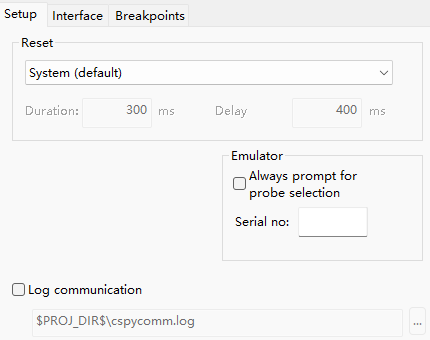 Setup Interface Breakpoints
Reset
System (default)
Duration: 300 ms Delay 400 ms
Emulator
Always prompt for
probe selection
Serial no:
Log communication
$PROJ_DIR$\cspycomm.log ...